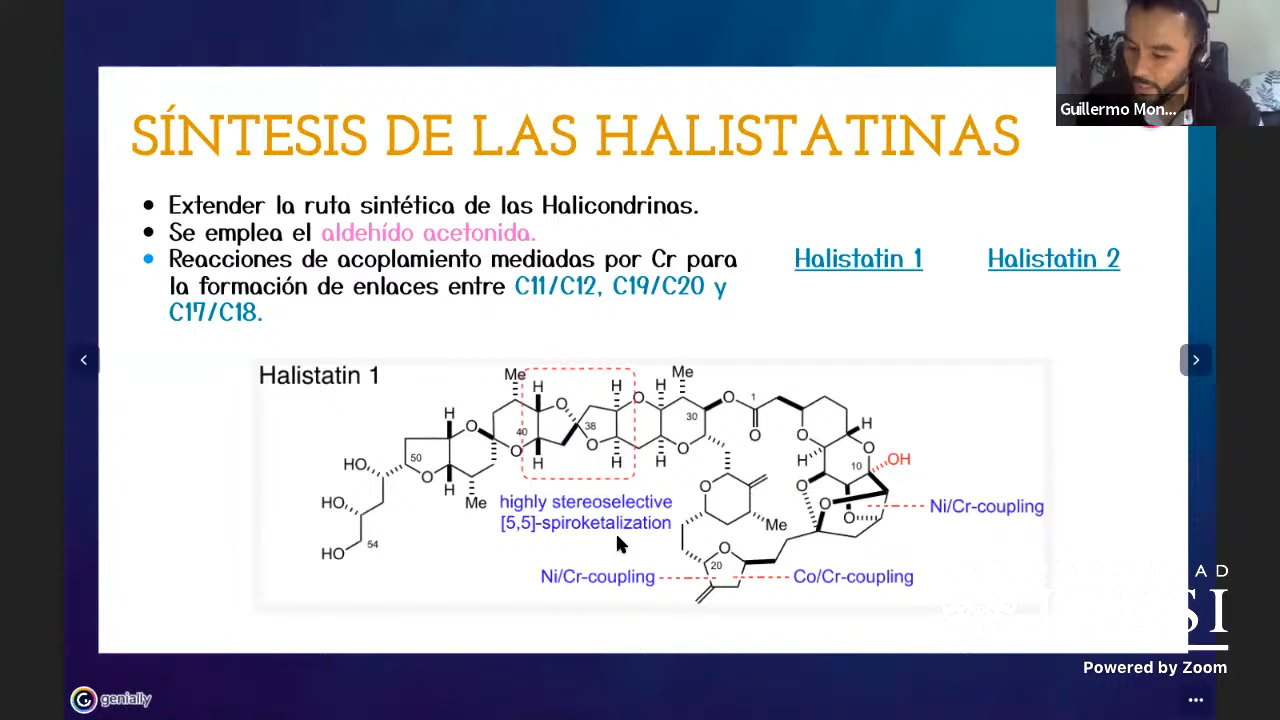 Guillermo Mon...
SÍNTESIS DE LAS HALISTATINAS
Extender la ruta sintética de las Halicondrinas.
Se emplea el aldehído acetonida.
Reacciones de acoplamiento mediadas por Cr para
la formación de enlaces entre C11/C12, C19/C20 y
C17/C18.
Halistatin 1
Halistatin 2
Halistatin 1
Me
H
H
H
Me
O
1
H
O
O
40
38
O
30
O
O
O
O
H
50
O
O
H
H
H
H
O
H
10
OH
HO
O
H
Me
HO
54
HO
highly stereoselective
[5,5]-spiroketalization
O
Me
O
O
O
Ni/Cr-coupling
O
20
Ni/Cr-coupling
Co/Cr-coupling
AD
SI
Powered by Zoom
genially